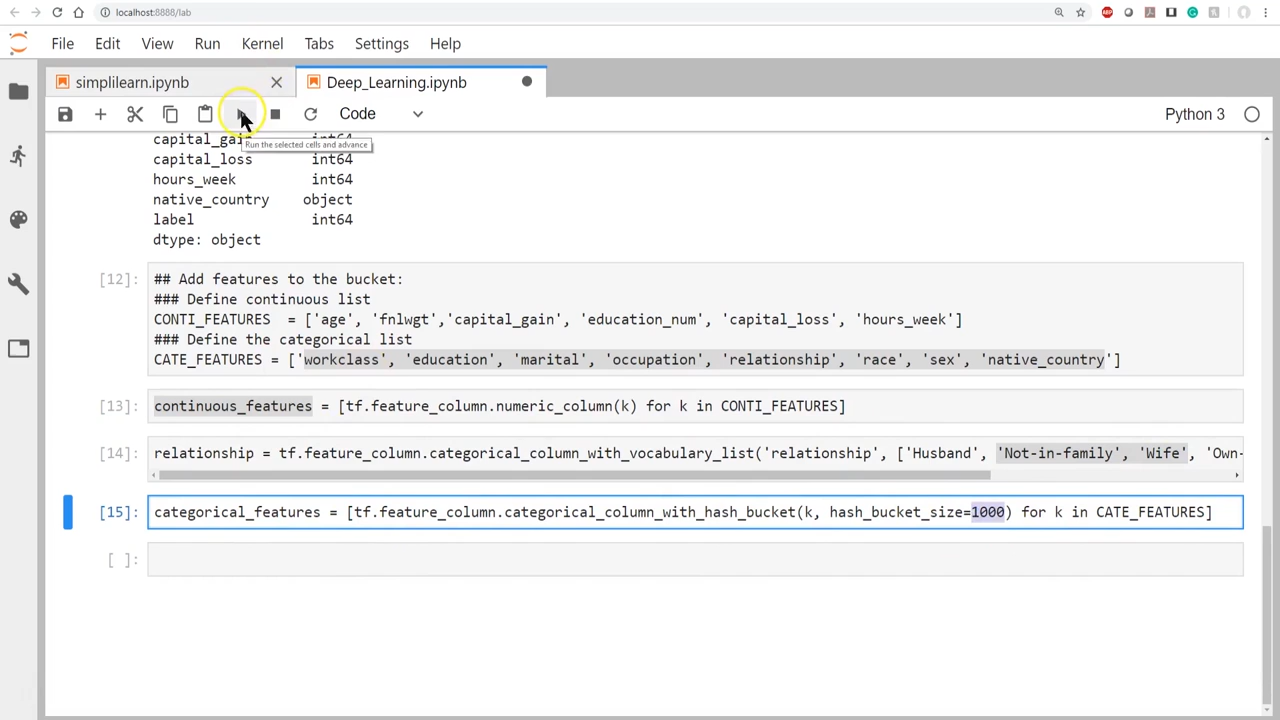 localhost:8888/lab
File Edit View Run Kernel Tabs Settings Help
simplilearn.ipynb Deep_Learning.ipynb
Code Python 3
Run the selected cells and advance
capital_gain int64
capital_loss int64
hours_week int64
native_country object
label int64
dtype: object
[12]: ## Add features to the bucket:
### Define continuous list
CONTI_FEATURES  = ['age', 'fnlwgt','capital_gain', 'education_num', 'capital_loss', 'hours_week']
### Define the categorical list
CATE_FEATURES = ['workclass', 'education', 'marital', 'occupation', 'relationship', 'race', 'sex', 'native_country']
[13]: continuous_features = [tf.feature_column.numeric_column(k) for k in CONTI_FEATURES]
[14]: relationship = tf.feature_column.categorical_column_with_vocabulary_list('relationship', ['Husband', 'Not-in-family', 'Wife', 'Own-
[15]: categorical_features = [tf.feature_column.categorical_column_with_hash_bucket(k, hash_bucket_size=1000) for k in CATE_FEATURES]
[ ]: